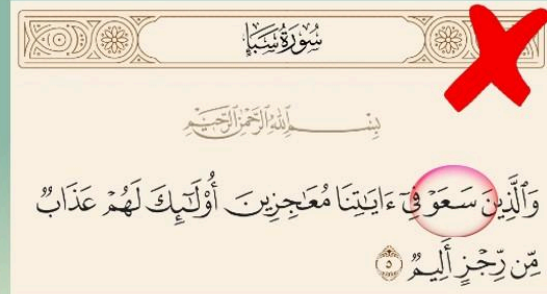 سُورَةُ سَبَإٍ
بِسْمِ ٱللَّهِ ٱلرَّحْمَٰنِ ٱلرَّحِيمِ
وَٱلَّذِينَ سَعَوۡ فِيٓ ءَايَٰتِنَا مُعَٰجِزِينَ أُوْلَٰٓئِكَ لَهُمۡ عَذَابٞ
مِّن رِّجۡزٍ أَلِيمٞ ٥